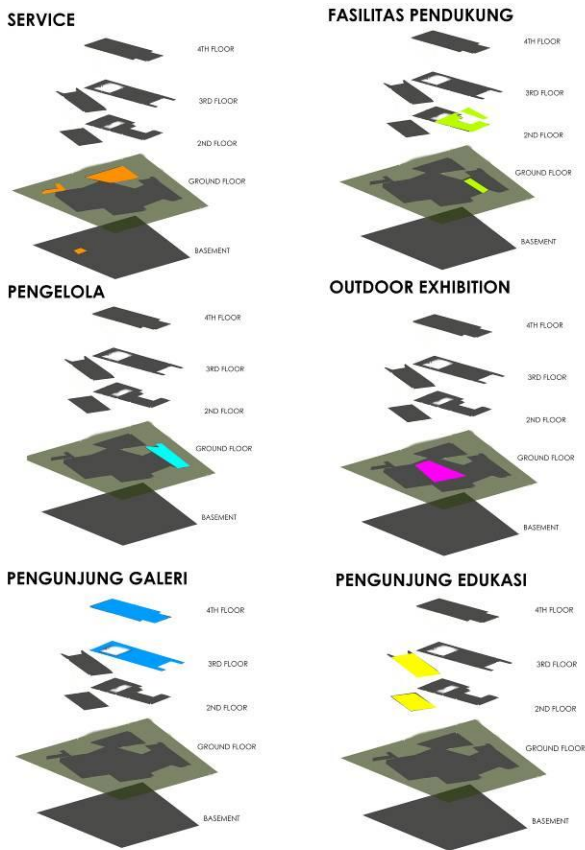 SERVICE
4TH FLOOR
3RD FLOOR
2ND FLOOR
GROUND FLOOR
BASEMENT
FASILITAS PENDUKUNG
4TH FLOOR
3RD FLOOR
2ND FLOOR
GROUND FLOOR
BASEMENT
PENGELOLA
4TH FLOOR
3RD FLOOR
2ND FLOOR
GROUND FLOOR
BASEMENT
OUTDOOR EXHIBITION
4TH FLOOR
3RD FLOOR
2ND FLOOR
GROUND FLOOR
BASEMENT
PENGUNJUNG GALERI
4TH FLOOR
3RD FLOOR
2ND FLOOR
GROUND FLOOR
BASEMENT
PENGUNJUNG EDUKASI
4TH FLOOR
3RD FLOOR
2ND FLOOR
GROUND FLOOR
BASEMENT